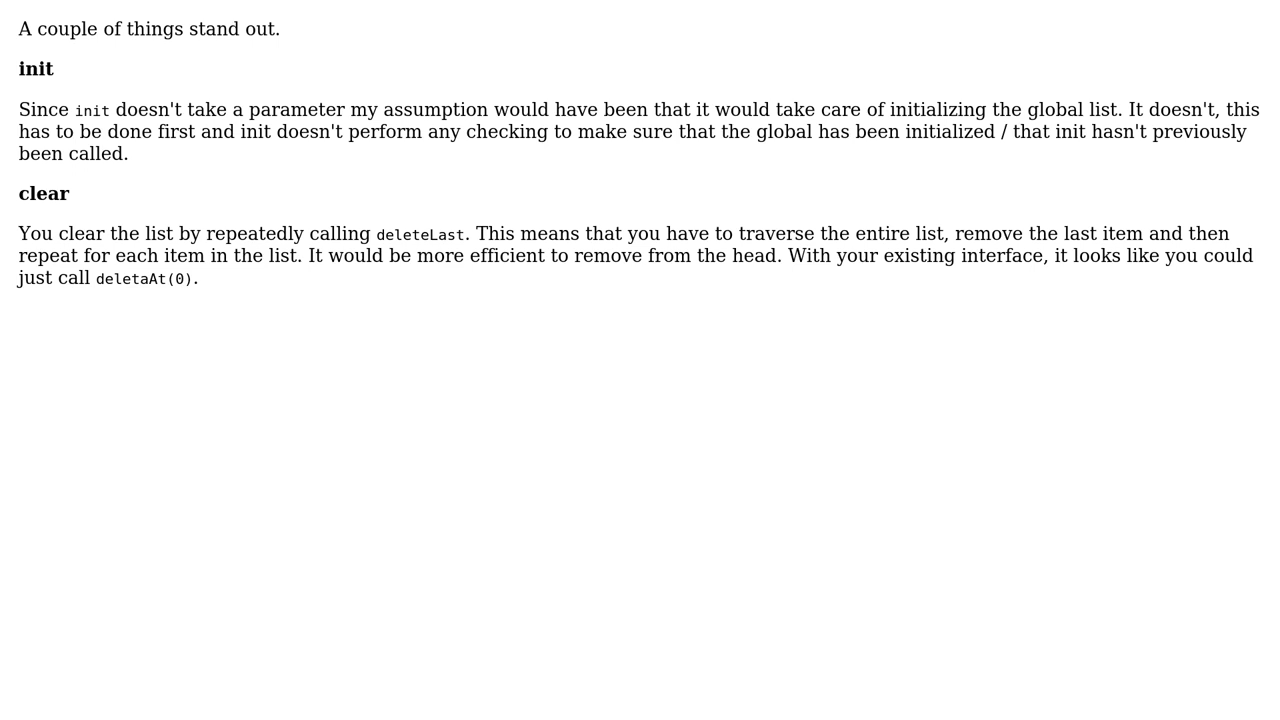 A couple of things stand out.
init
Since init doesn't take a parameter my assumption would have been that it would take care of initializing the global list. It doesn't, this
has to be done first and init doesn't perform any checking to make sure that the global has been initialized / that init hasn't previously
been called.
clear
You clear the list by repeatedly calling deleteLast. This means that you have to traverse the entire list, remove the last item and then
repeat for each item in the list. It would be more efficient to remove from the head. With your existing interface, it looks like you could
just call deletaAt(0).